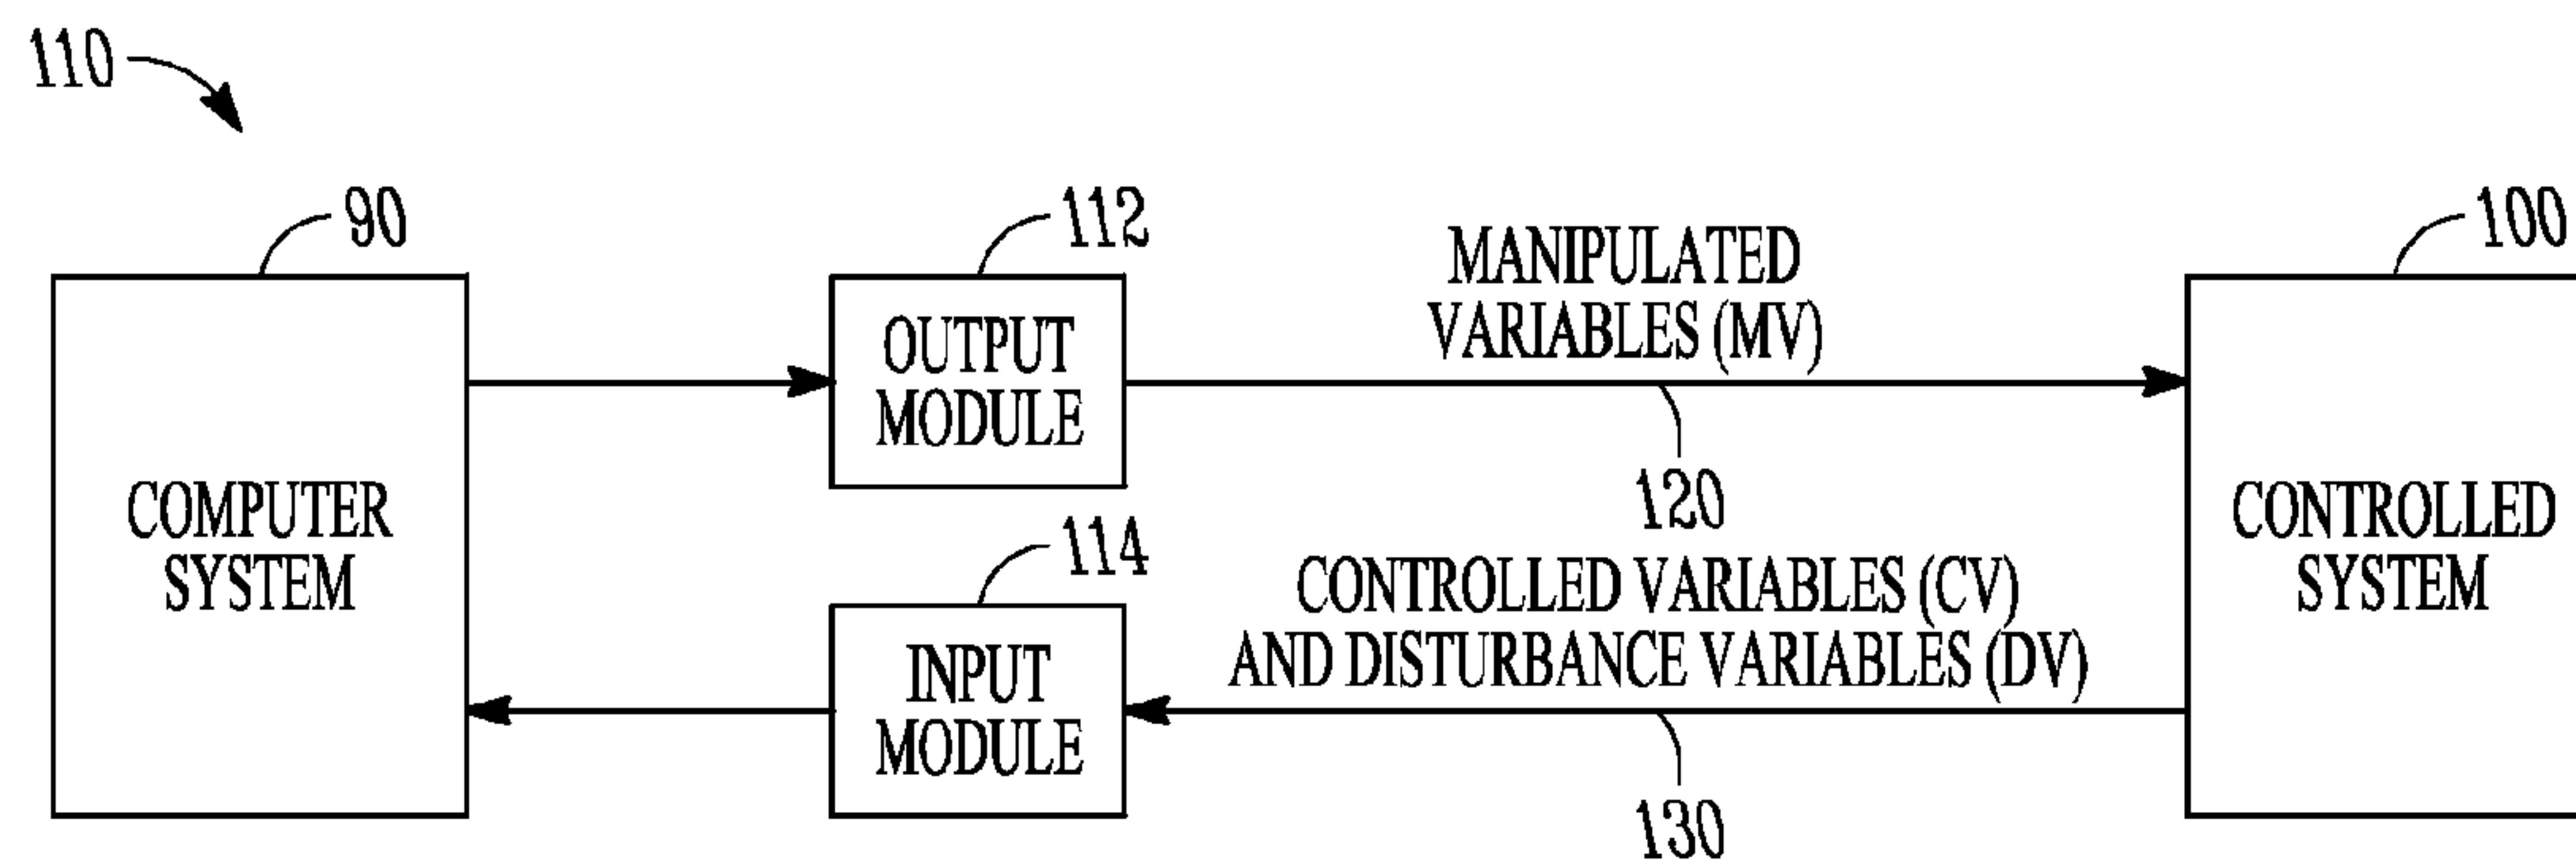 110
90
112
MANIPULATED
VARIABLES (MV)
100
OUTPUT
MODULE
120
COMPUTER
SYSTEM
114
CONTROLLED VARIABLES (CV)
AND DISTURBANCE VARIABLES (DV)
CONTROLLED
SYSTEM
INPUT
MODULE
130